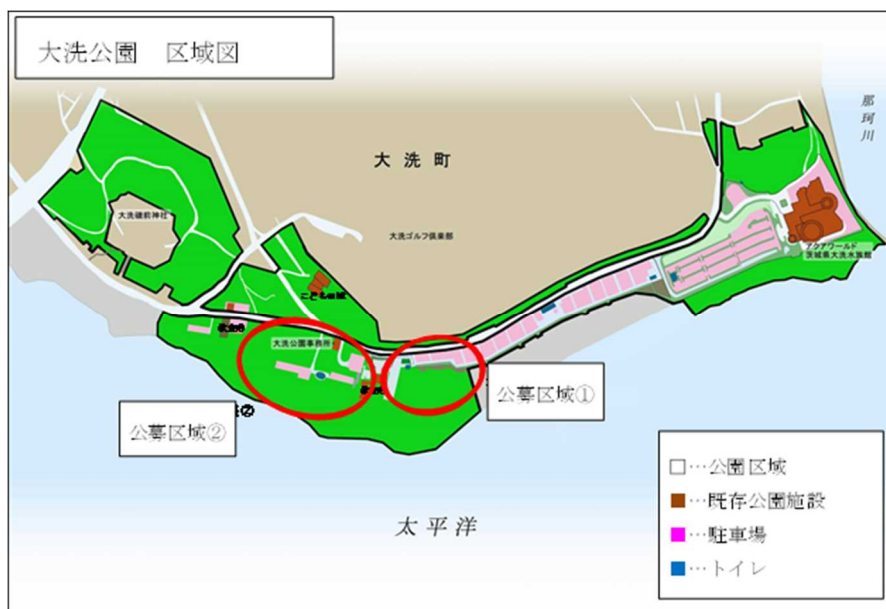 大洗公園　区域図
那珂川
大洗町
大洗磯前神社
大洗ゴルフ倶楽部
アクアワールド
茨城県大洗水族館
こどもの城
大洗公園事務所
公募区域①
公募区域②
②
太平洋
□…公園区域
■…既存公園施設
■…駐車場
■…トイレ